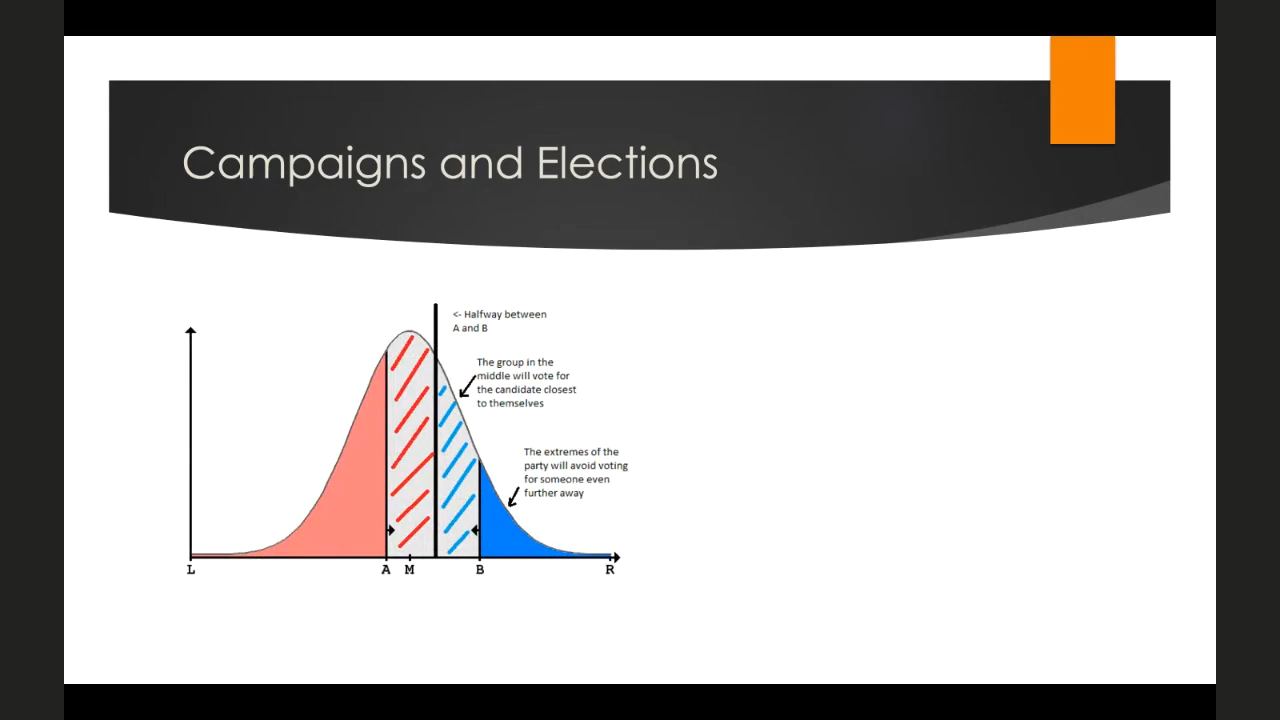 Campaigns and Elections
<- Halfway between
A and B
The group in the
middle will vote for
the candidate closest
to themselves
The extremes of the
party will avoid voting
for someone even
further away
L A M B R